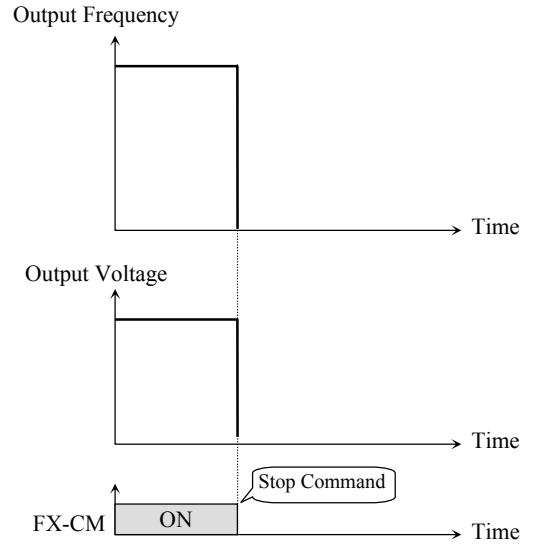 Output Frequency
Time
Output Voltage
Time
Stop Command
FX-CM
ON
Time